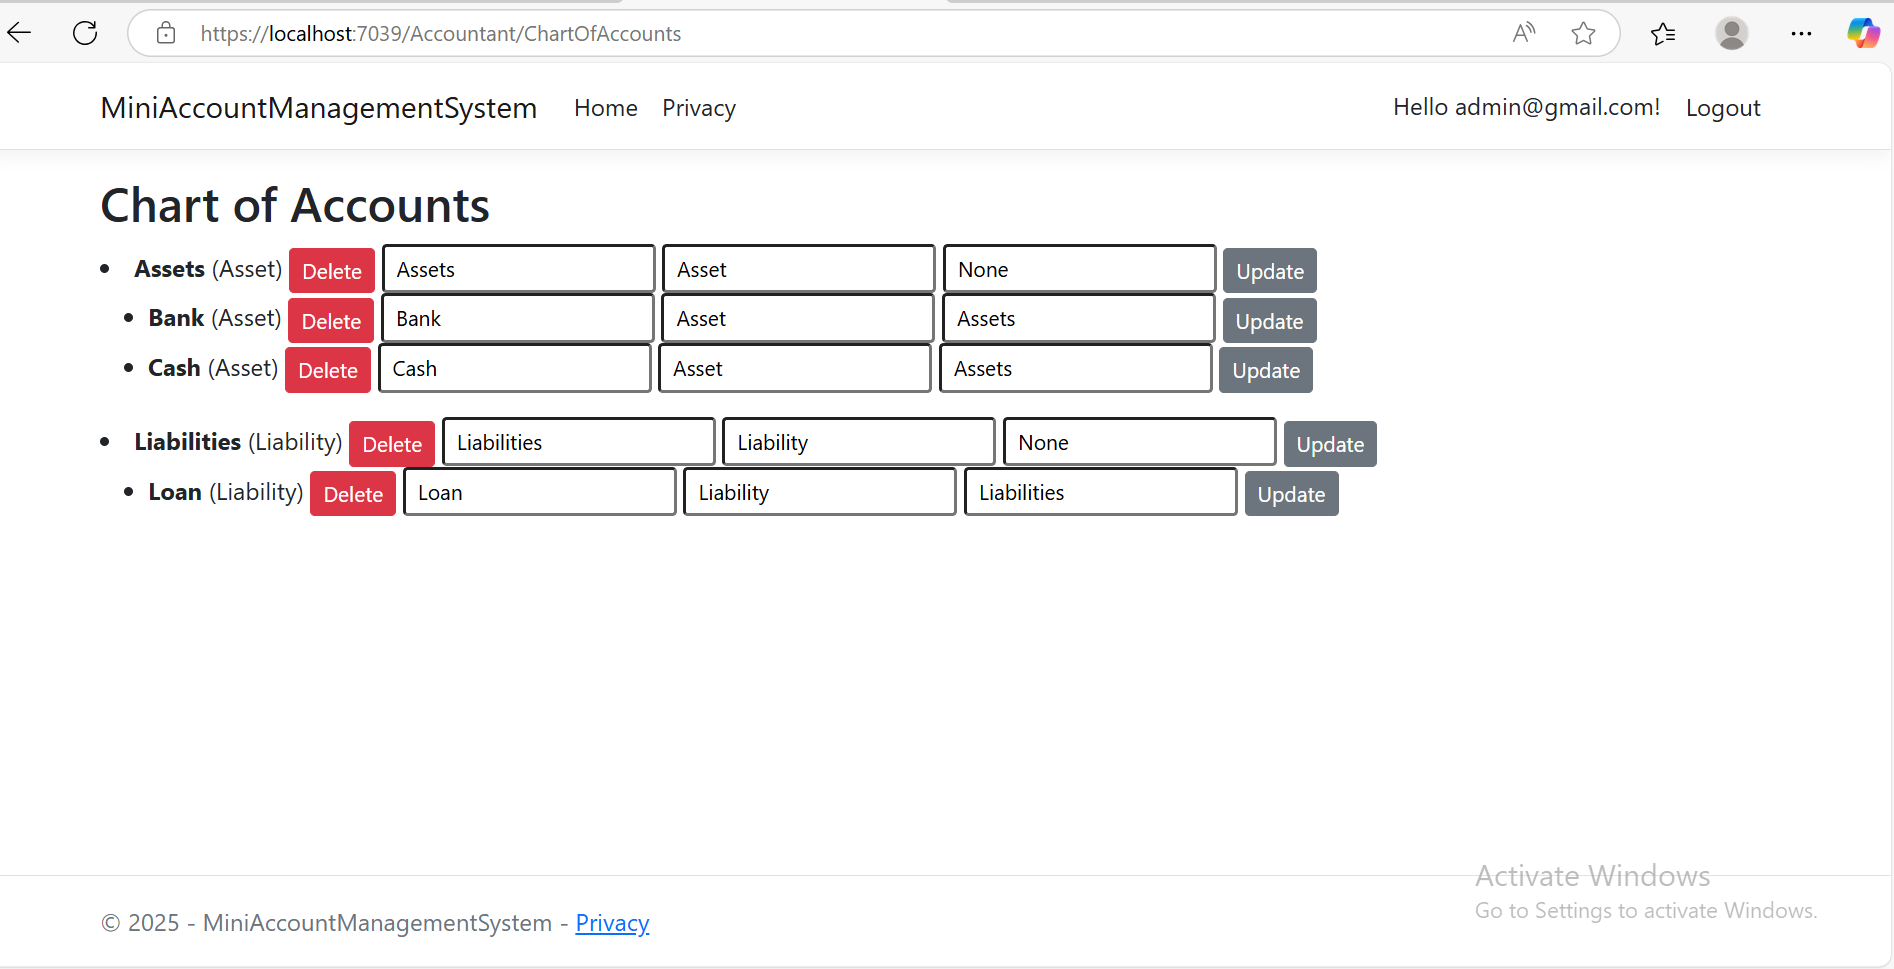 https://localhost:7039/Accountant/ChartOfAccounts
MiniAccountManagementSystem Home Privacy Hello admin@gmail.com! Logout
Chart of Accounts
• Assets (Asset) Delete Assets Asset None Update
• Bank (Asset) Delete Bank Asset Assets Update
• Cash (Asset) Delete Cash Asset Assets Update
• Liabilities (Liability) Delete Liabilities Liability None Update
• Loan (Liability) Delete Loan Liability Liabilities Update
Activate Windows
Go to Settings to activate Windows.
© 2025 - MiniAccountManagementSystem - Privacy